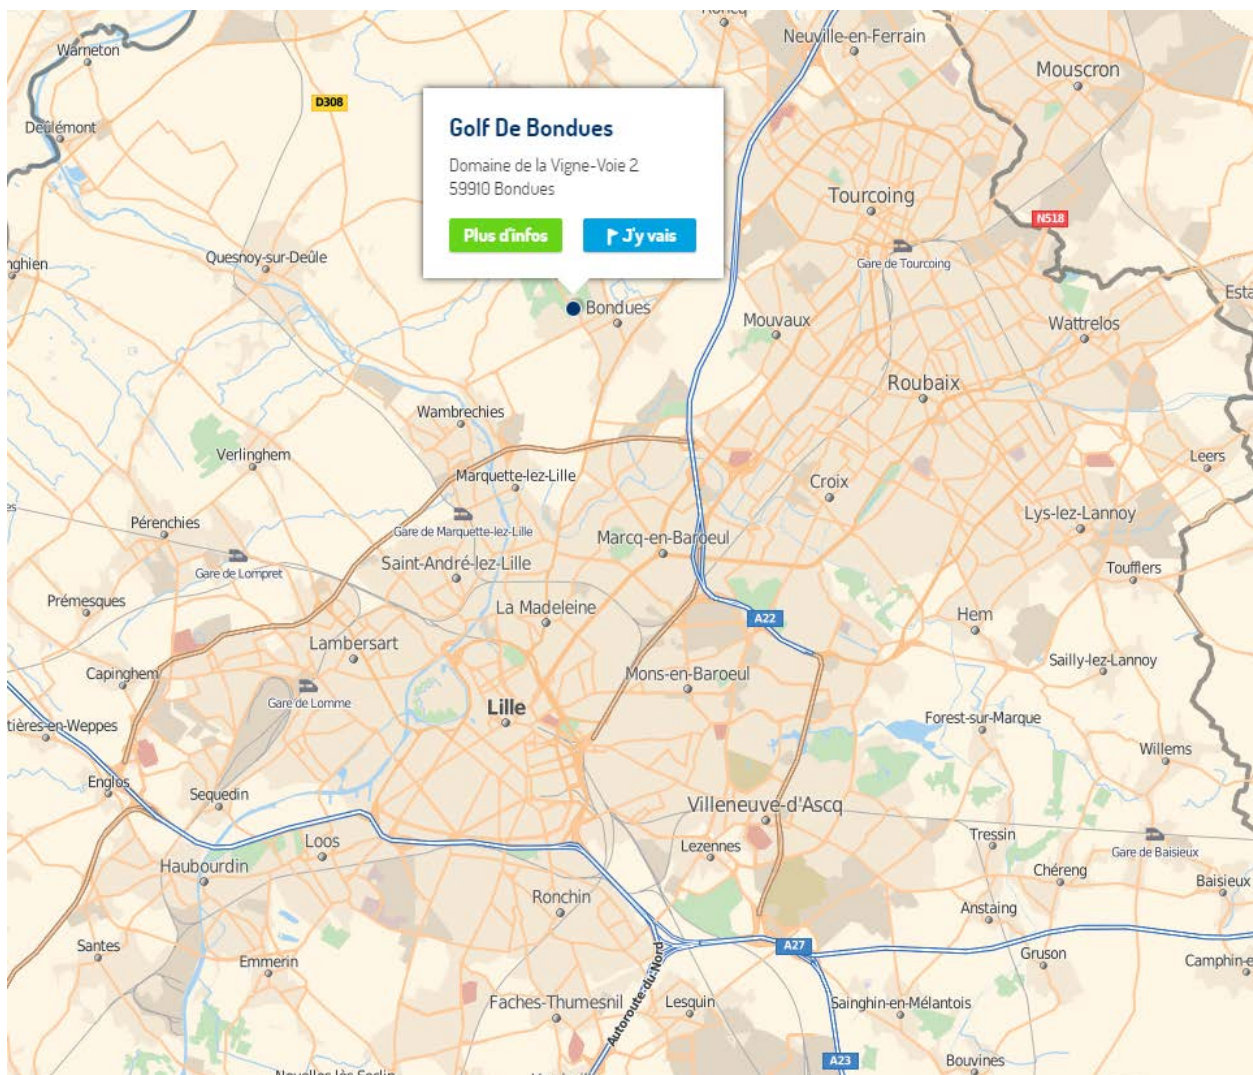 Neuville-en-Ferrain
Warneton
Mouscron
D308
Deûlémont
Golf De Bondues
Domaine de la Vigne-Voie 2
59910 Bondues
Plus d'infos
J'y vais
Tourcoing
N518
Gare de Tourcoing
Quesnoy-sur-Deûle
Bondues
Mouvaux
Wattrelos
Roubaix
Wambrechies
Verlinghem
Marquette-lez-Lille
Leers
Croix
Pérenchies
Gare de Marquette-lez-Lille
Marcq-en-Barœul
Lys-lez-Lannoy
Gare de Lompret
Saint-André-lez-Lille
Toufflers
Prémesques
La Madeleine
A22
Hem
Lambersart
Sailly-lez-Lannoy
Capinghem
Mons-en-Barœul
Gare de Lomme
Lille
tières-en-Weppes
Forest-sur-Marque
Willems
Englos
Sequedin
Villeneuve-d'Ascq
Tressin
Loos
Lezennes
Gare de Baisieux
Haubourdin
Chéreng
Baisieux
Ronchin
Anstaing
Santes
A27
Emmerin
Gruson
Camphin-e
Autoroute du Nord
Faches-Thumesnil
Lesquin
Sainghin-en-Mélantois
A23
Bouvines